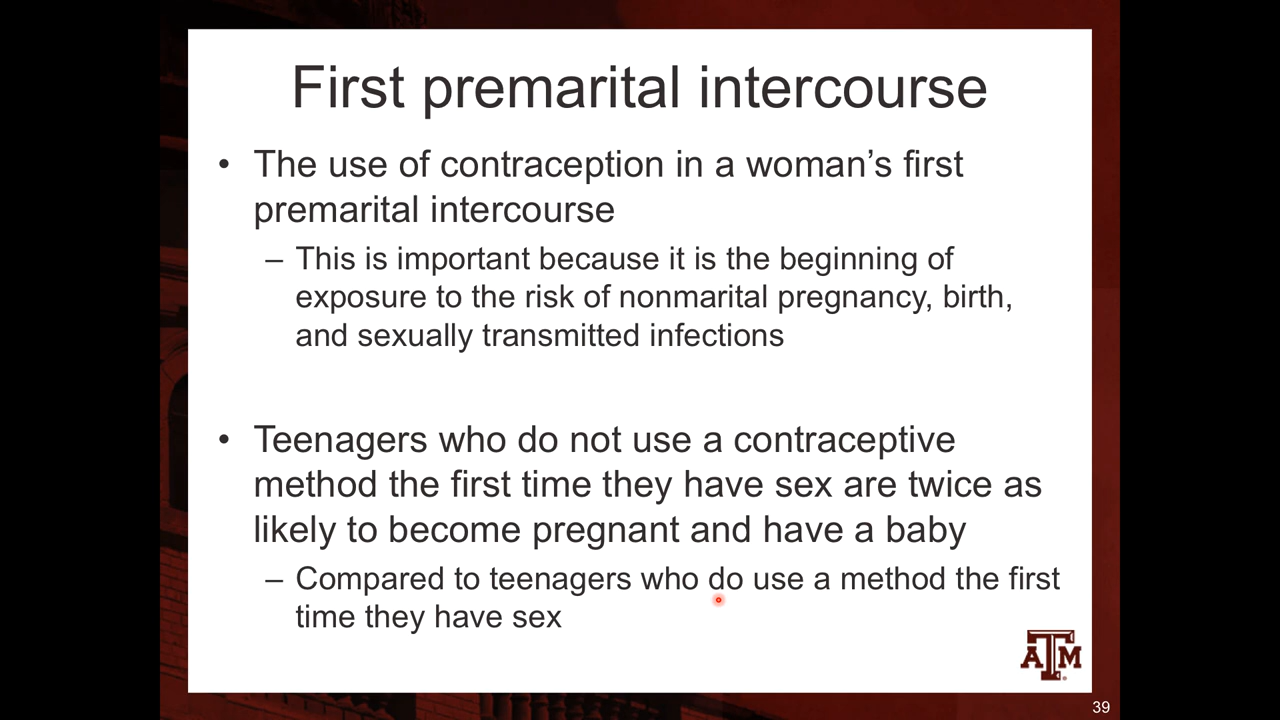 First premarital intercourse
• The use of contraception in a woman’s first
premarital intercourse
– This is important because it is the beginning of
exposure to the risk of nonmarital pregnancy, birth,
and sexually transmitted infections
• Teenagers who do not use a contraceptive
method the first time they have sex are twice as
likely to become pregnant and have a baby
– Compared to teenagers who do use a method the first
time they have sex
ATM
39